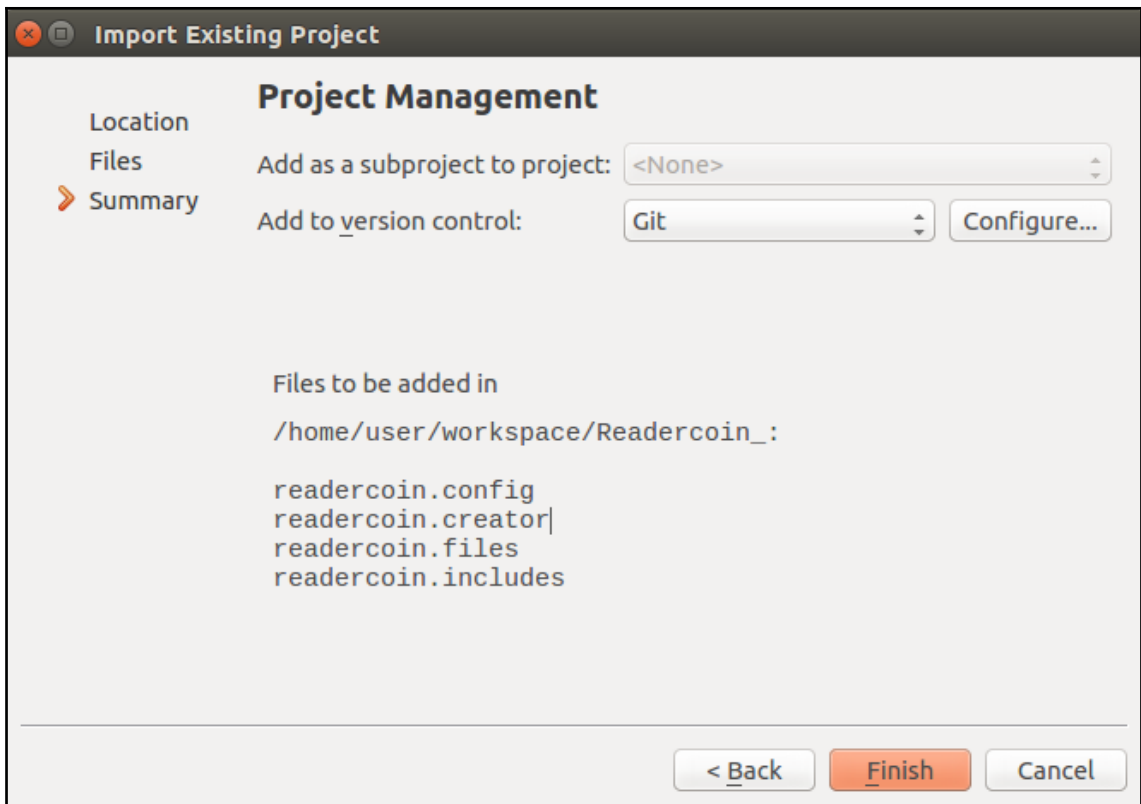 Import Existing Project
Location
Files
Summary
Project Management
Add as a subproject to project: <None>
Add to version control: Git Configure...
Files to be added in
/home/user/workspace/Readercoin_:
readercoin.config
readercoin.creator
readercoin.files
readercoin.includes
< Back Finish Cancel